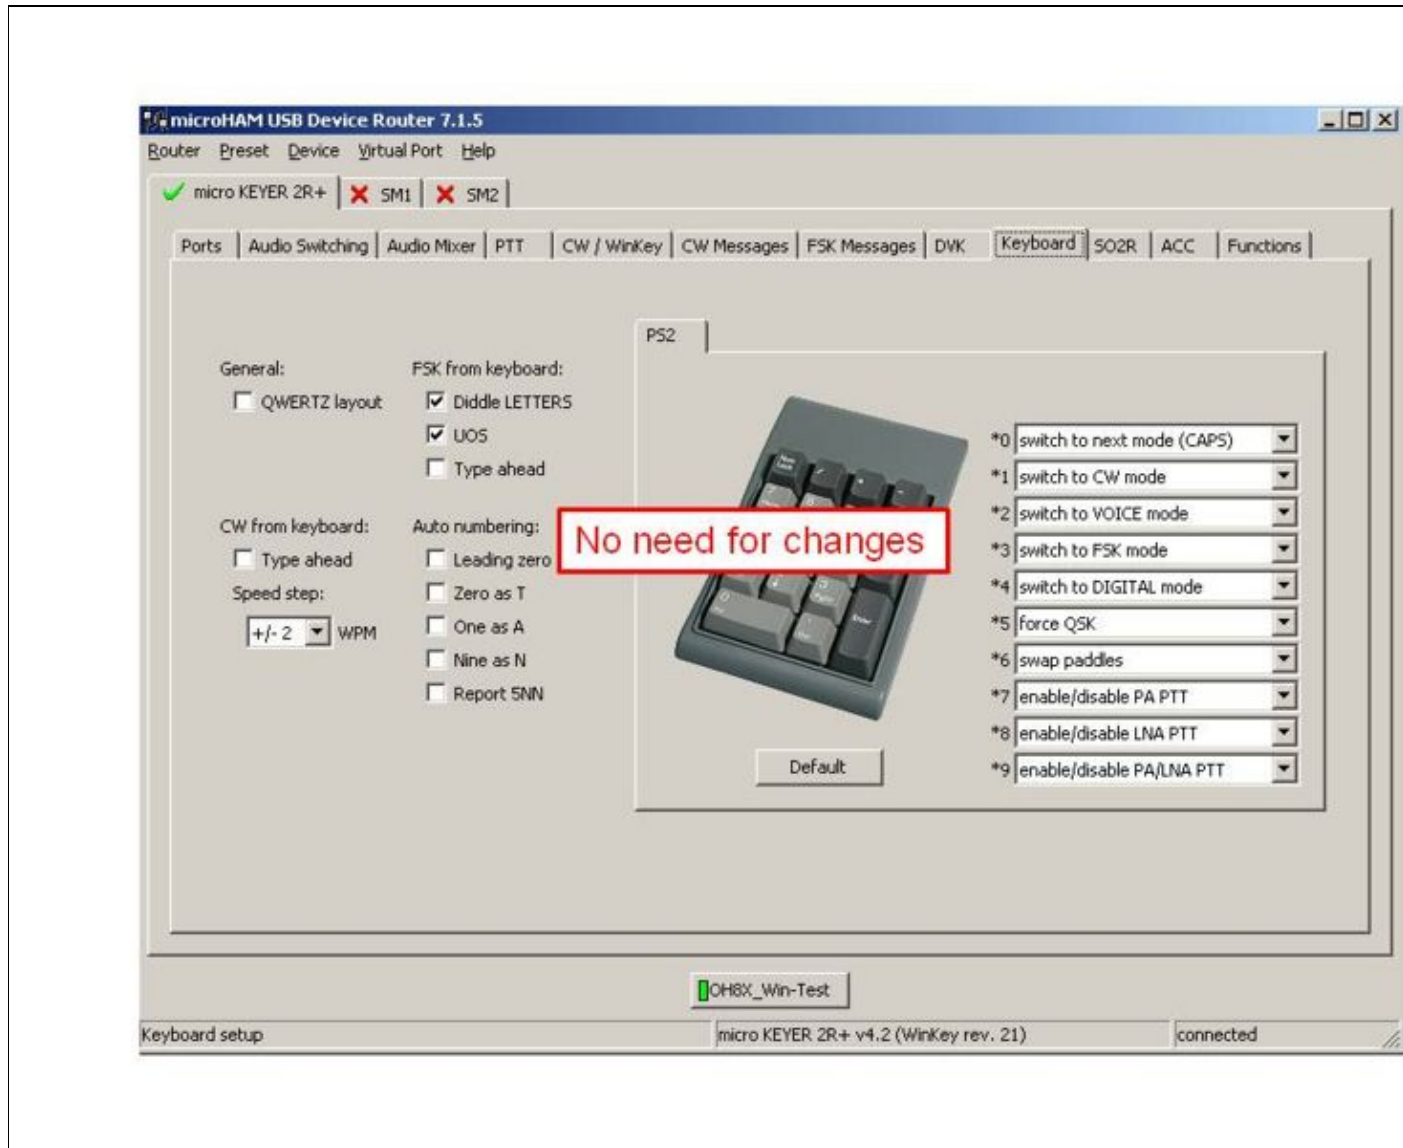 microHAM USB Device Router 7.1.5
Router Preset Device Virtual Port Help
micro KEYER 2R+ SM1 SM2
Ports Audio Switching Audio Mixer PTT CW / WinKey CW Messages FSK Messages DVK Keyboard SO2R ACC Functions
PS2
General:
QWERTZ layout
FSK from keyboard:
Diddle LETTERS
UOS
Type ahead
CW from keyboard:
Type ahead
Speed step:
+/- 2 WPM
Auto numbering:
Leading zero
Zero as T
One as A
Nine as N
Report 5NN
No need for changes
*0 switch to next mode (CAPS)
*1 switch to CW mode
*2 switch to VOICE mode
*3 switch to FSK mode
*4 switch to DIGITAL mode
*5 force QSK
*6 swap paddles
*7 enable/disable PA PTT
*8 enable/disable LNA PTT
*9 enable/disable PA/LNA PTT
Default
OH8X_Win-Test
Keyboard setup micro KEYER 2R+ v4.2 (WinKey rev. 21) connected